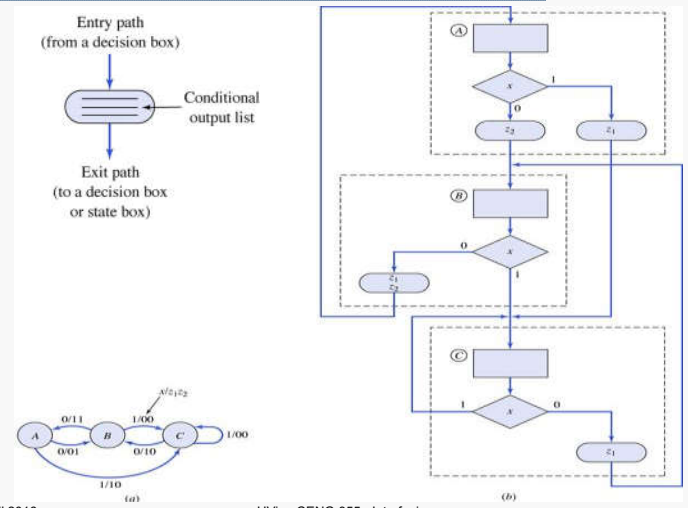 Entry path
(from a decision box)
Conditional
output list
Exit path
(to a decision box
or state box)
x/z₁z₂
0/11
1/00
A
B
C
1/00
0/01
0/10
1/10
(a)
A
x
1
0
z₂
z₁
B
0
x
1
z₁
z₂
C
1
x
0
z₁
(b)